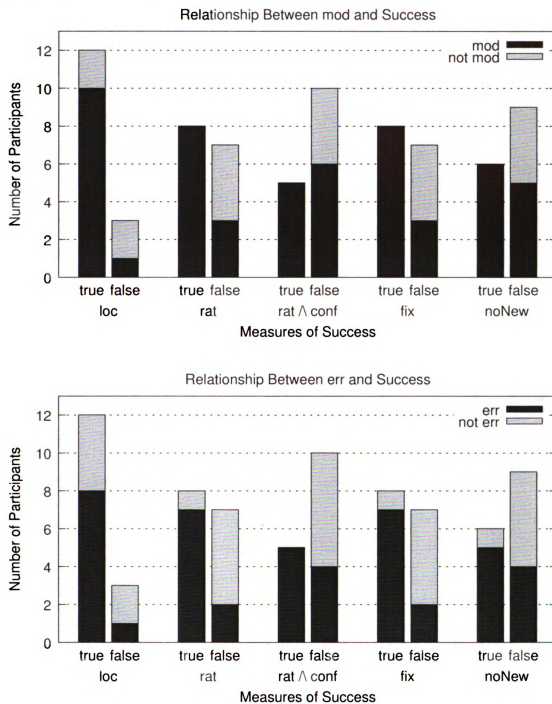 Relationship Between mod and Success
12
10
8
6
4
2
0
Number of Participants
mod
not mod
true false true false true false true false true false
loc rat rat /\ conf fix noNew
Measures of Success
Relationship Between err and Success
12
10
8
6
4
2
0
Number of Participants
err
not err
true false true false true false true false true false
loc rat rat /\ conf fix noNew
Measures of Success